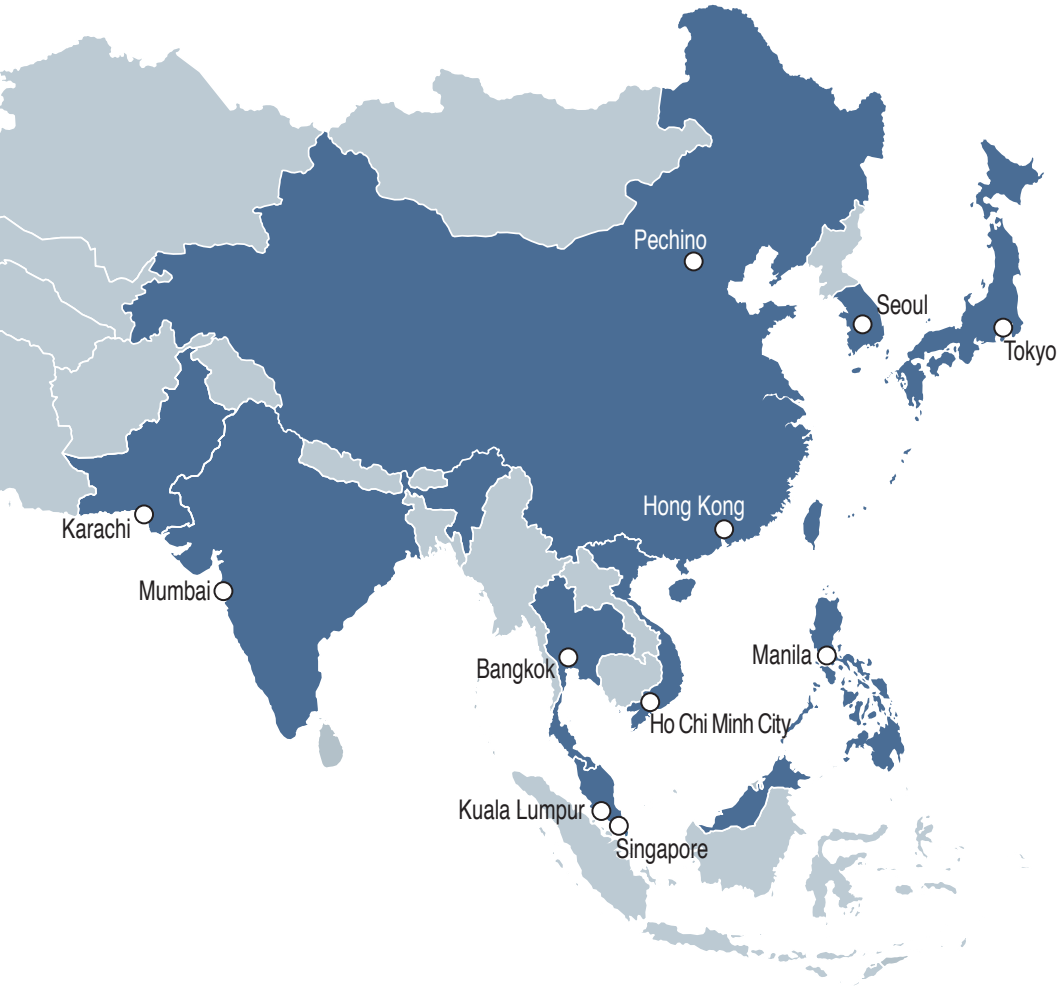 Pechino
Seoul
Tokyo
Hong Kong
Karachi
Mumbai
Manila
Bangkok
Ho Chi Minh City
Kuala Lumpur
Singapore